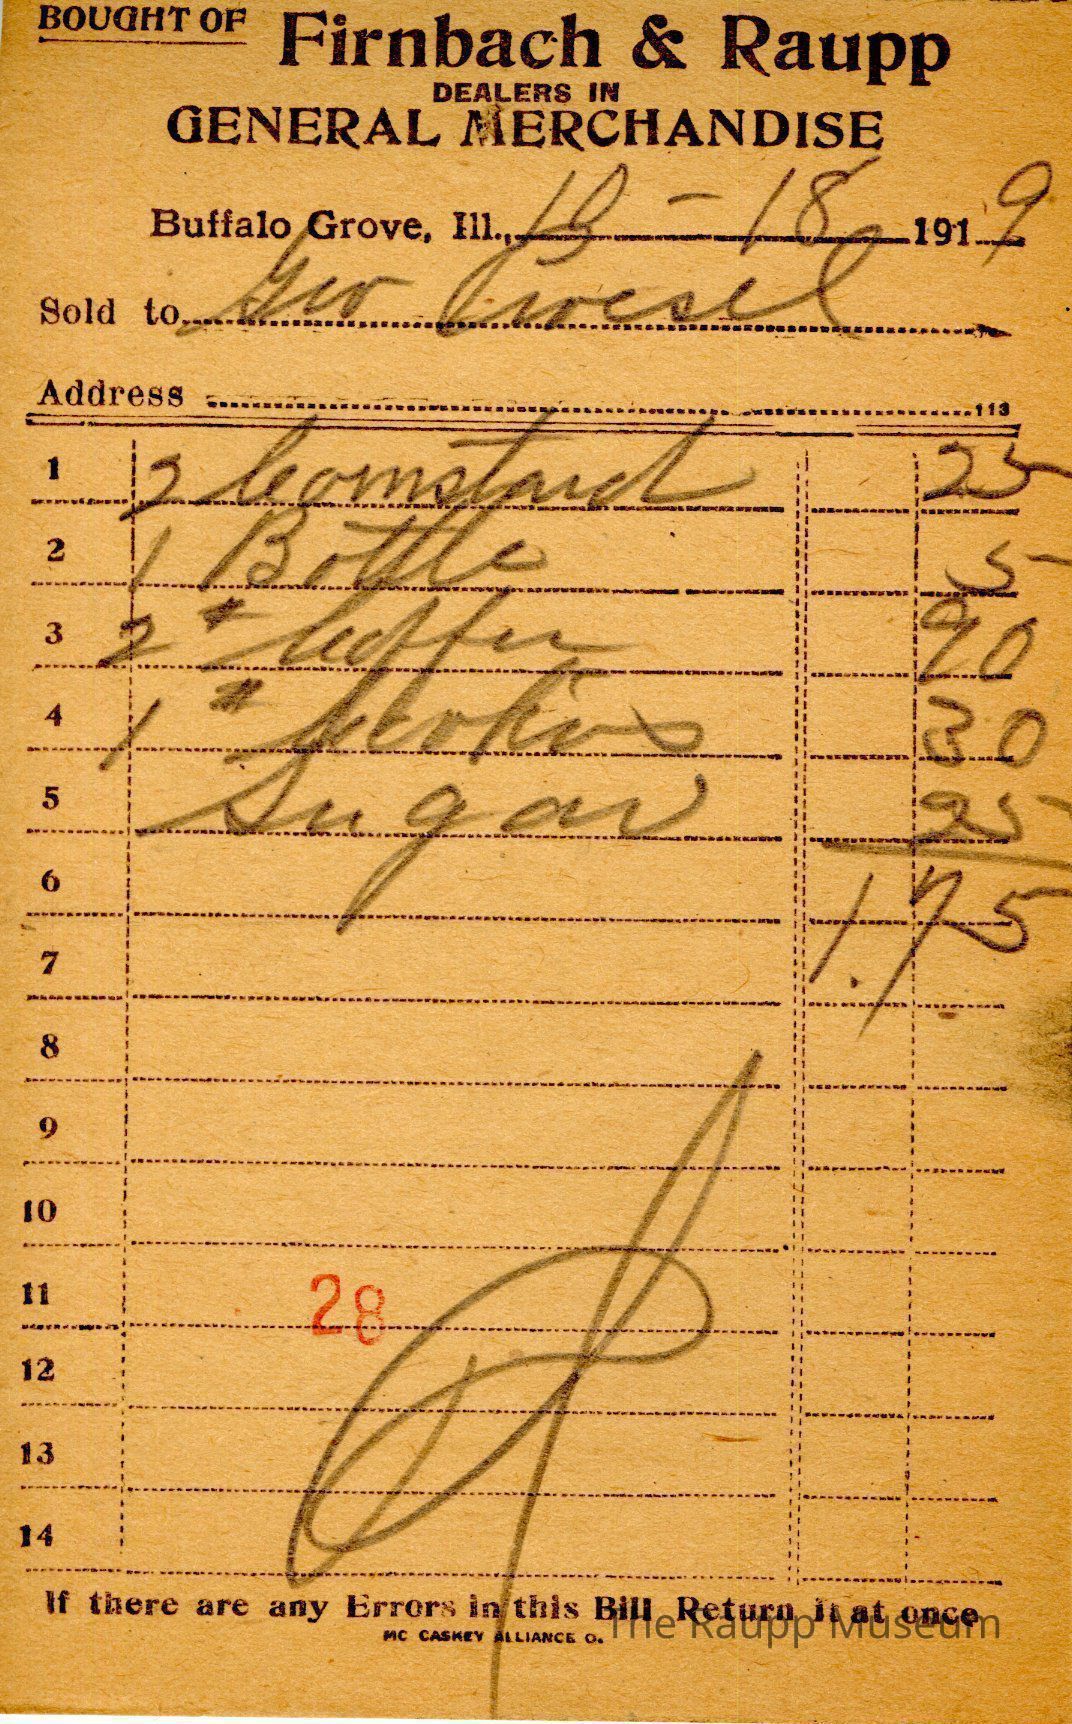 BOUGHT OF Firnbach & Raupp
DEALERS IN
GENERAL MERCHANDISE
Buffalo Grove, Ill., 10-18 1919
Sold to Geo
Address 113
1 2 Cornstarch 25
2 1 Bottle 5
3 2 # Coffee 90
4 1 # 30
5 Sugar 25
6 1.75
7
8
9
10
11 28
12
13
14
If there are any Errors in this Bill Return it at once
MC CASKEY ALLIANCE O.
The Raupp Museum